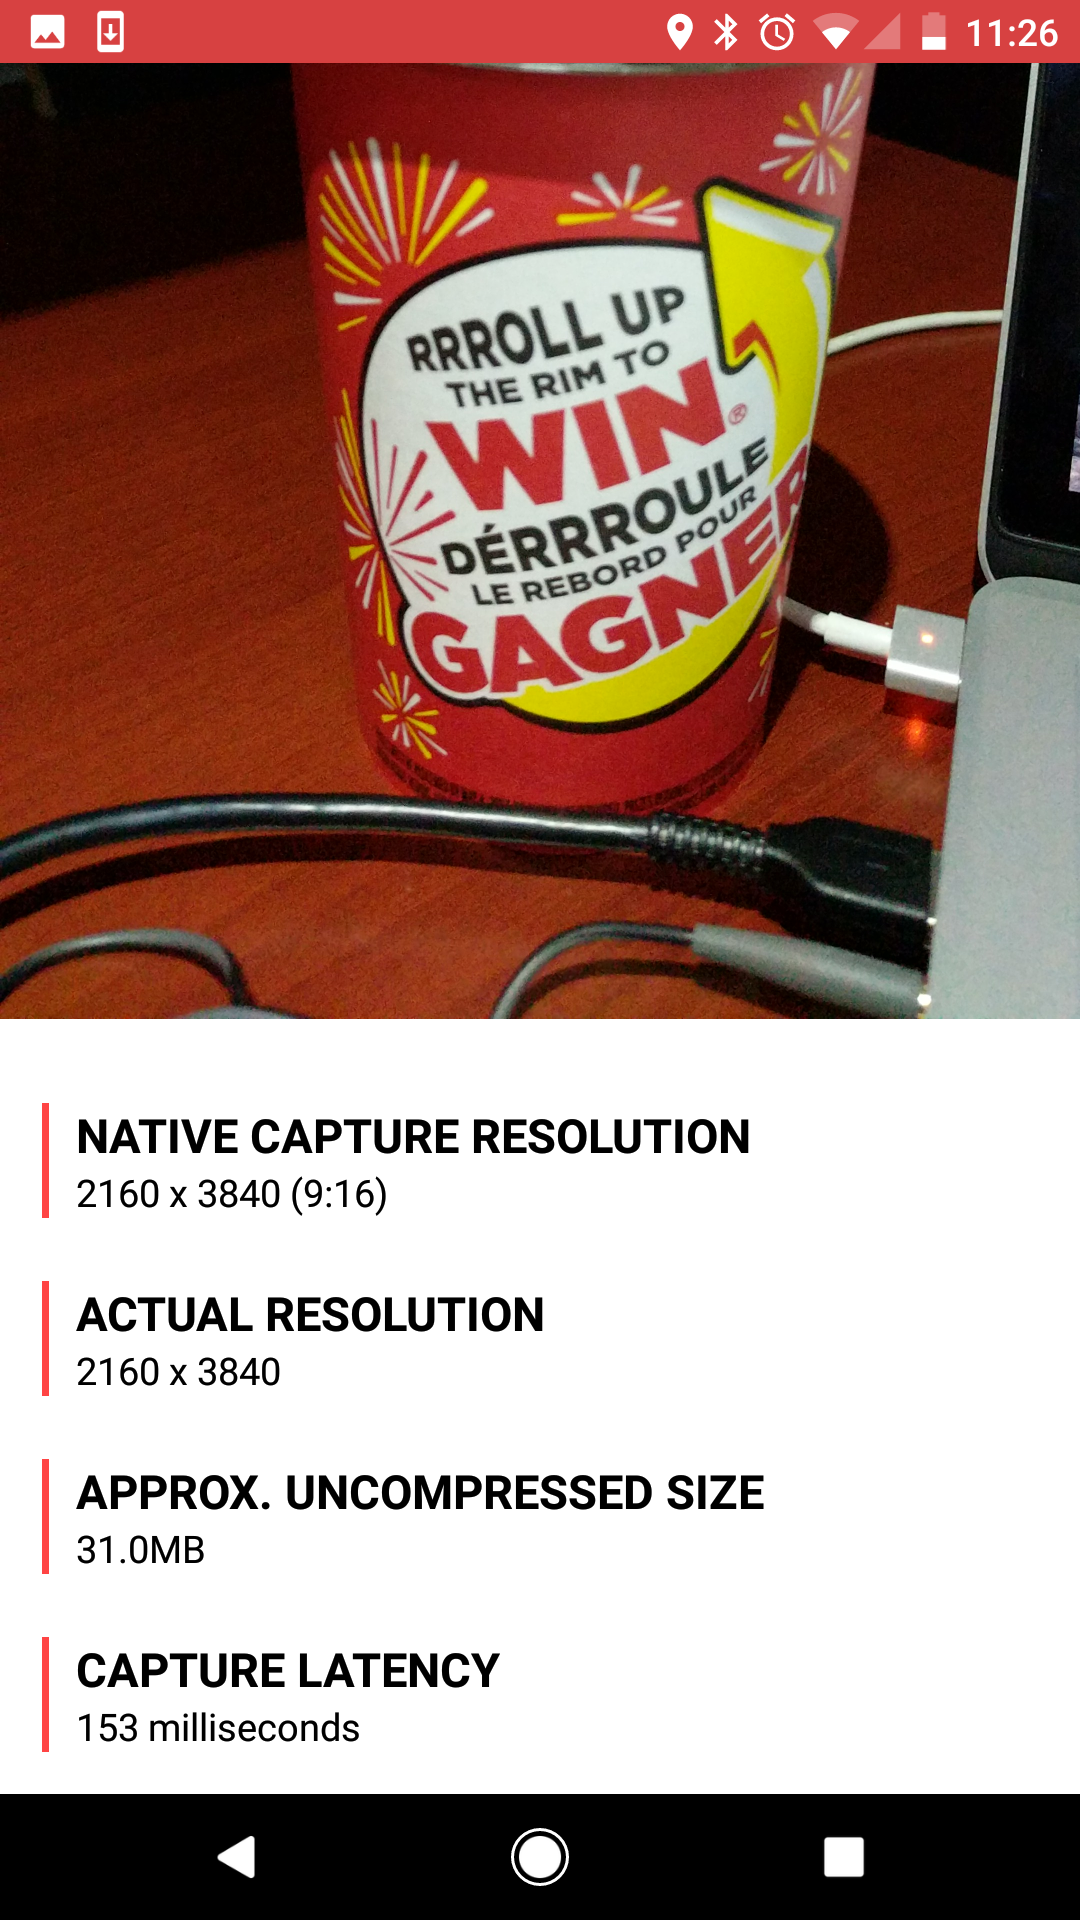 11:26
RRROLL UP
THE RIM TO
WIN®
DÉRRROULE
LE REBORD POUR
GAGNER
NATIVE CAPTURE RESOLUTION
2160 x 3840 (9:16)
ACTUAL RESOLUTION
2160 x 3840
APPROX. UNCOMPRESSED SIZE
31.0MB
CAPTURE LATENCY
153 milliseconds